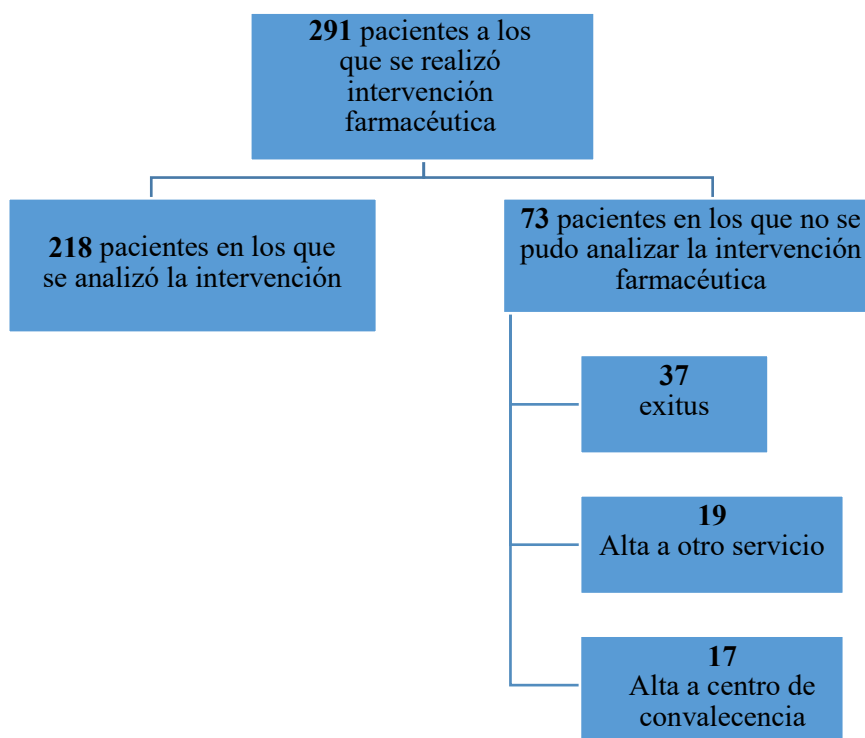 291 pacientes a los
que se realizó
intervención
farmacéutica
218 pacientes en los que
se analizó la intervención
73 pacientes en los que no se
pudo analizar la intervención
farmacéutica
37
exitus
19
Alta a otro servicio
17
Alta a centro de
convalecencia